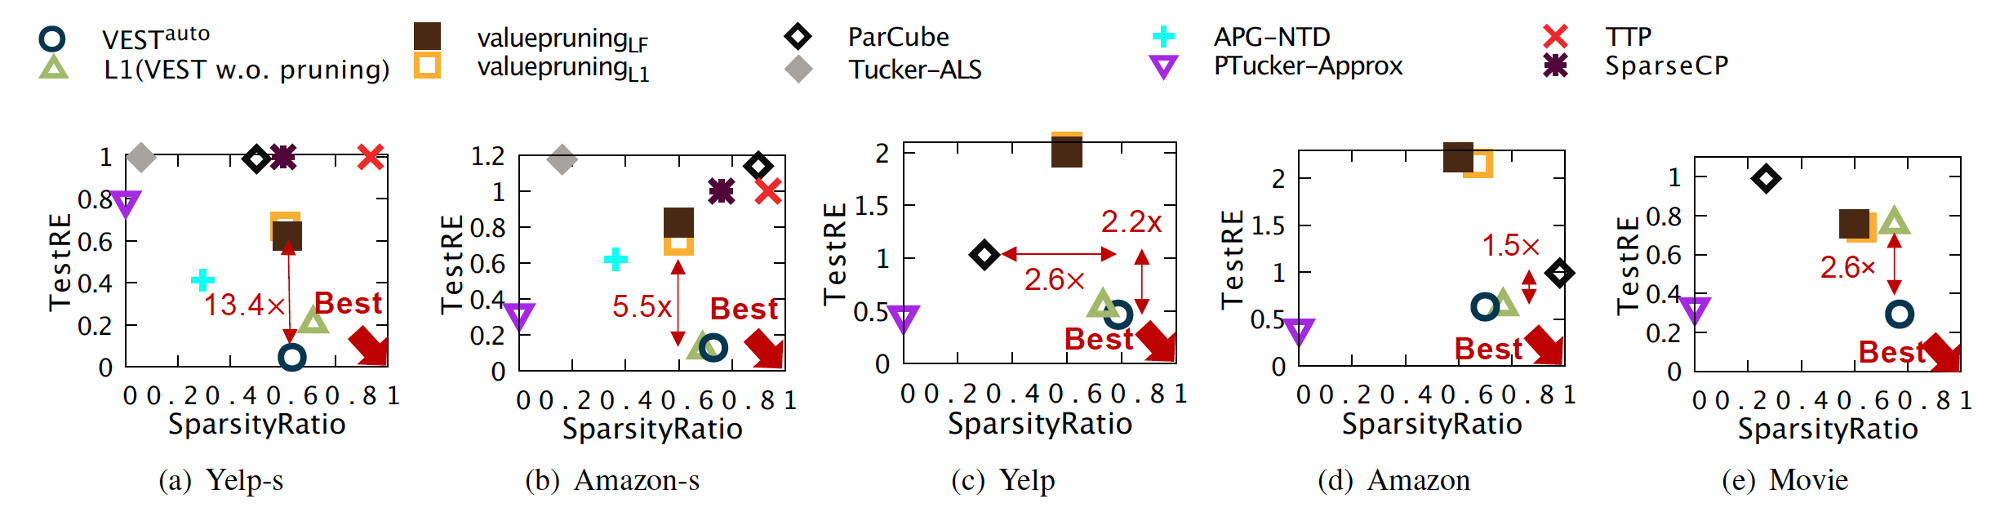 VESTauto valuepruningLF ParCube APG-NTD TTP
L1(VEST w.o. pruning) valuepruningL1 Tucker-ALS PTucker-Approx SparseCP
TestRE
1
0.8
0.6
0.4
0.2
0
13.4×
Best
0 0.2 0.4 0.6 0.8 1
SparsityRatio
(a) Yelp-s
TestRE
1.2
1
0.8
0.6
0.4
0.2
0
5.5x
Best
0 0.2 0.4 0.6 0.8 1
SparsityRatio
(b) Amazon-s
TestRE
2
1.5
1
0.5
0
2.2x
2.6×
Best
0 0.2 0.4 0.6 0.8 1
SparsityRatio
(c) Yelp
TestRE
2
1.5
1
0.5
0
1.5×
Best
0 0.2 0.4 0.6 0.8 1
SparsityRatio
(d) Amazon
TestRE
1
0.8
0.6
0.4
0.2
0
2.6×
Best
0 0.2 0.4 0.6 0.8 1
SparsityRatio
(e) Movie